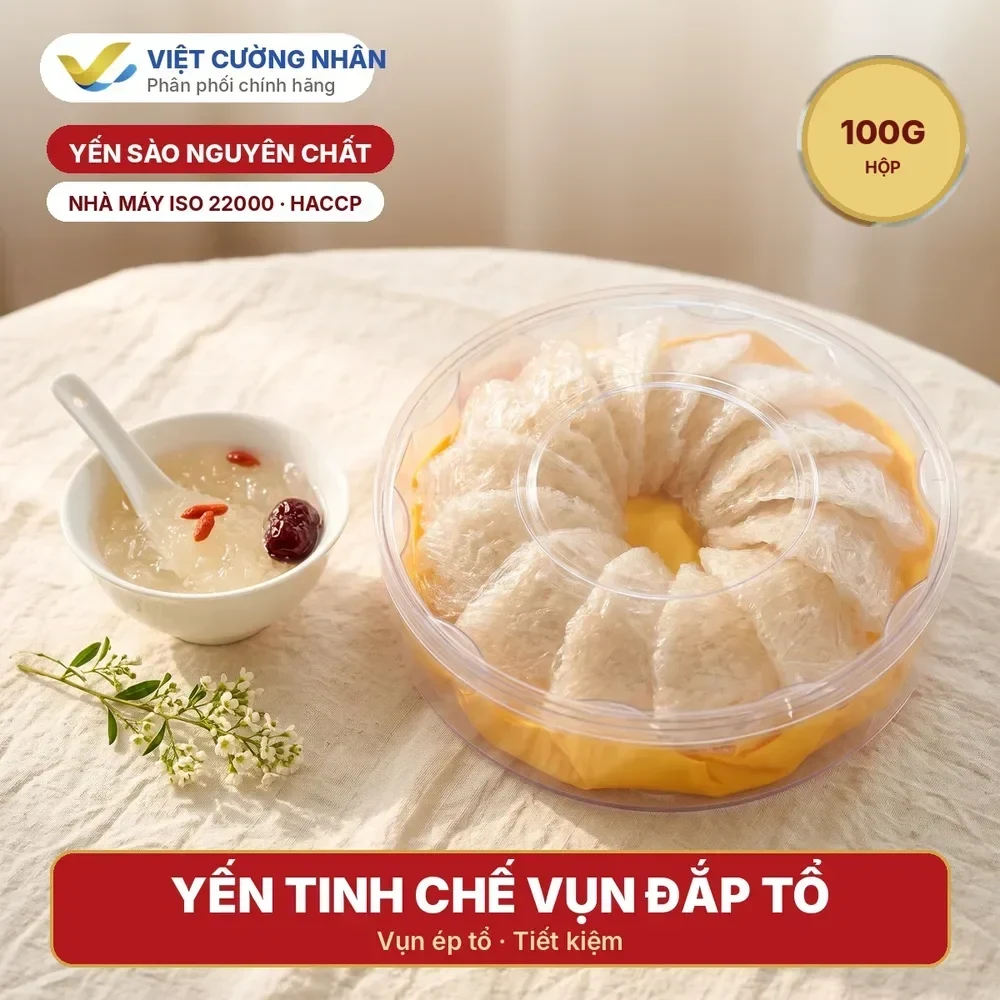 VIỆT CƯỜNG NHÂN
Phân phối chính hãng
YẾN SÀO NGUYÊN CHẤT
NHÀ MÁY ISO 22000 · HACCP
100G
HỘP
YẾN TINH CHẾ VỤN ĐẮP TỔ
Vụn ép tổ · Tiết kiệm